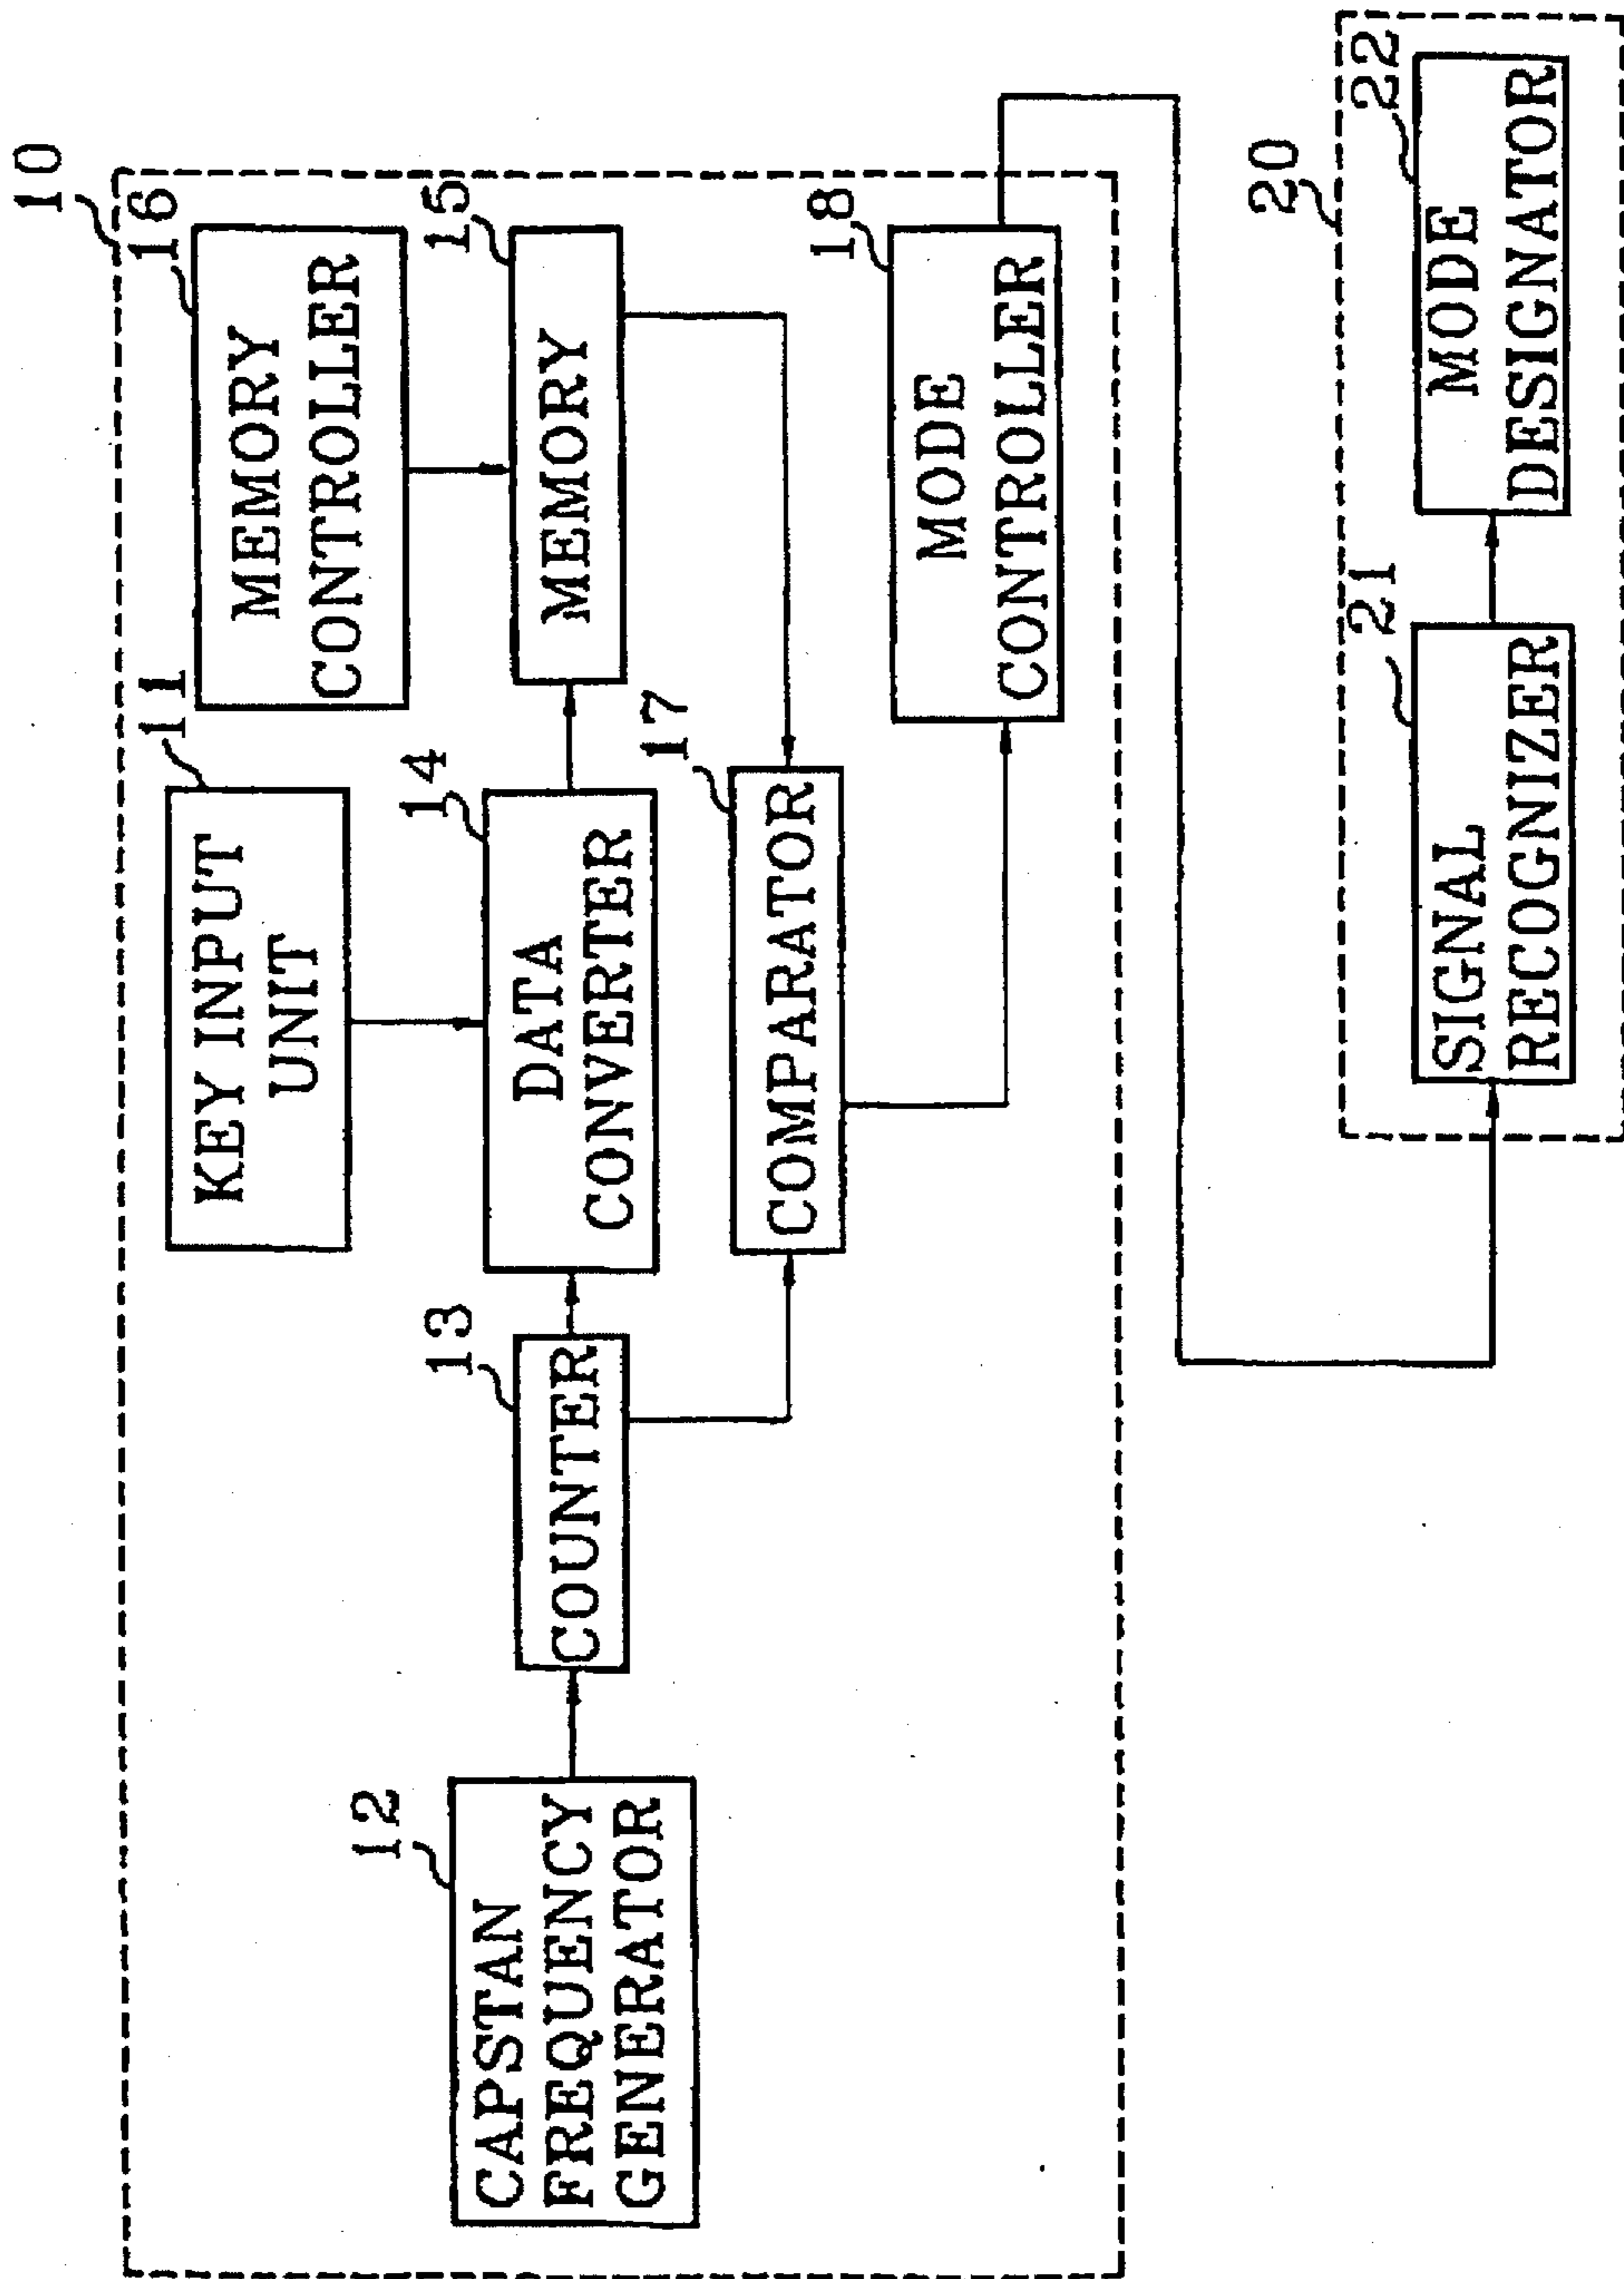 10
16
MEMORY
CONTROLLER
11
KEY INPUT
UNIT
15
MEMORY
14
DATA
CONVERTER
13
COUNTER
12
CAPSTAN
FREQUENCY
GENERATOR
17
COMPARATOR
18
MODE
CONTROLLER
20
21
SIGNAL
RECOGNIZER
22
MODE
DESIGNATOR